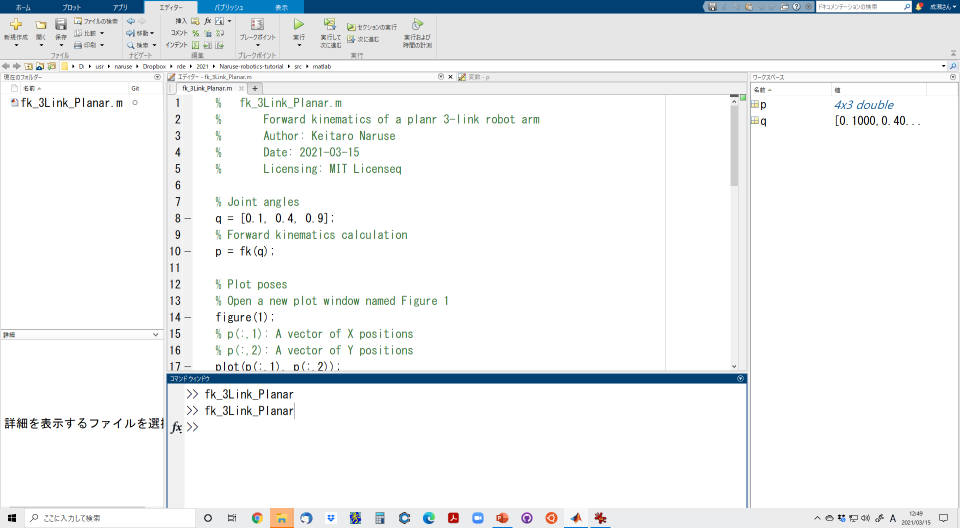 ホーム プロット アプリ エディター パブリッシュ 表示
ドキュメンテーションの検索 成瀬さん
新規作成 開く 保存 ファイルの検索 比較 印刷
移動 検索
挿入 fx コメント インデント
ブレークポイント
実行 実行して次に進む セクションの実行 次に進む 実行および時間の計測
ファイル ナビゲート 編集 ブレークポイント 実行
D: usr naruse Dropbox rde 2021 Naruse-robotics-tutorial src matlab
現在のフォルダー
名前 Git
fk_3Link_Planar.m
詳細
詳細を表示するファイルを選択
エディター - fk_3Link_Planar.m
変数 - p
fk_3Link_Planar.m
1 % fk_3Link_Planar.m
2 % Forward kinematics of a planr 3-link robot arm
3 % Author: Keitaro Naruse
4 % Date: 2021-03-15
5 % Licensing: MIT Licenseq
6
7 % Joint angles
8 – q = [0.1, 0.4, 0.9];
9 % Forward kinematics calculation
10 – p = fk(q);
11
12 % Plot poses
13 % Open a new plot window named Figure 1
14 – figure(1);
15 % p(:,1): A vector of X positions
16 % p(:,2): A vector of Y positions
17 – plot(p(:,1), p(:,2));
コマンド ウィンドウ
>> fk_3Link_Planar
>> fk_3Link_Planar
fx >>
ワークスペース
名前 値
p 4x3 double
q [0.1000,0.40...
ここに入力して検索
A
12:49
2021/03/15